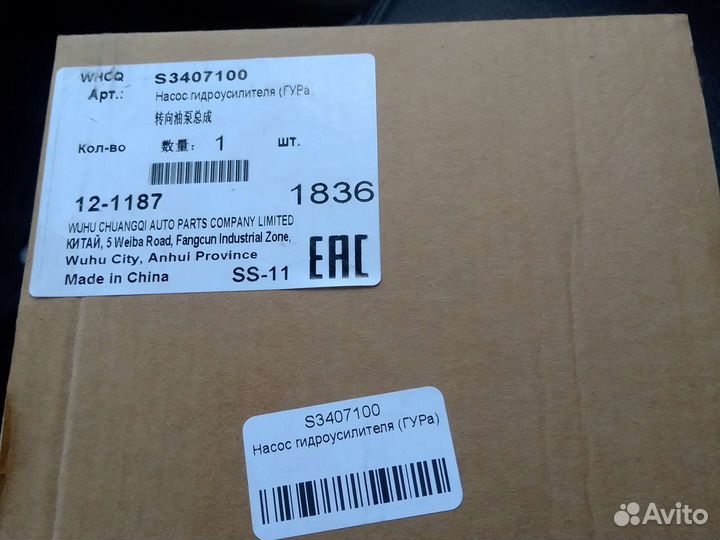 WHCQ S3407100
Арт.: Насос гидроусилителя (ГУРа
转向油泵总成
Кол-во 数量: 1 шт.
12-1187 1836
WUHU CHUANGQI AUTO PARTS COMPANY LIMITED
КИТАЙ, 5 Weiba Road, Fangcun Industrial Zone,
Wuhu City, Anhui Province
Made in China SS-11
EAC
S3407100
Насос гидроусилителя (ГУРа)
Avito